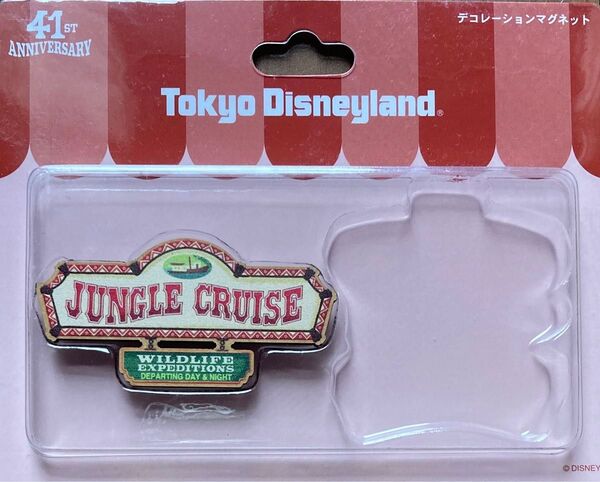 41ST
ANNIVERSARY
デコレーションマグネット
Tokyo Disneyland®
JUNGLE CRUISE
WILDLIFE
EXPEDITIONS
DEPARTING DAY & NIGHT
© DISNEY